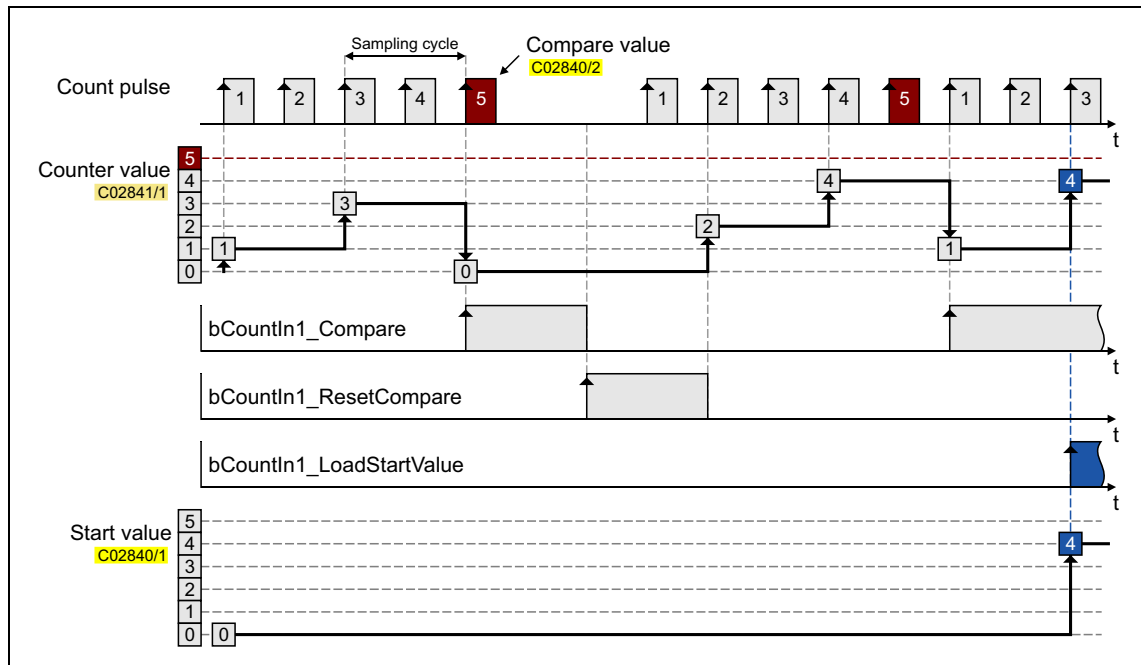 Sampling cycle
Compare value
C02840/2
Count pulse
1 2 3 4 5 1 2 3 4 5 1 2 3
t
Counter value
C02841/1
5
4
3
2
1
0
1 3 0 2 4 1 4
bCountIn1_Compare
t
bCountIn1_ResetCompare
t
bCountIn1_LoadStartValue
t
Start value
C02840/1
5
4
3
2
1
0
0 4